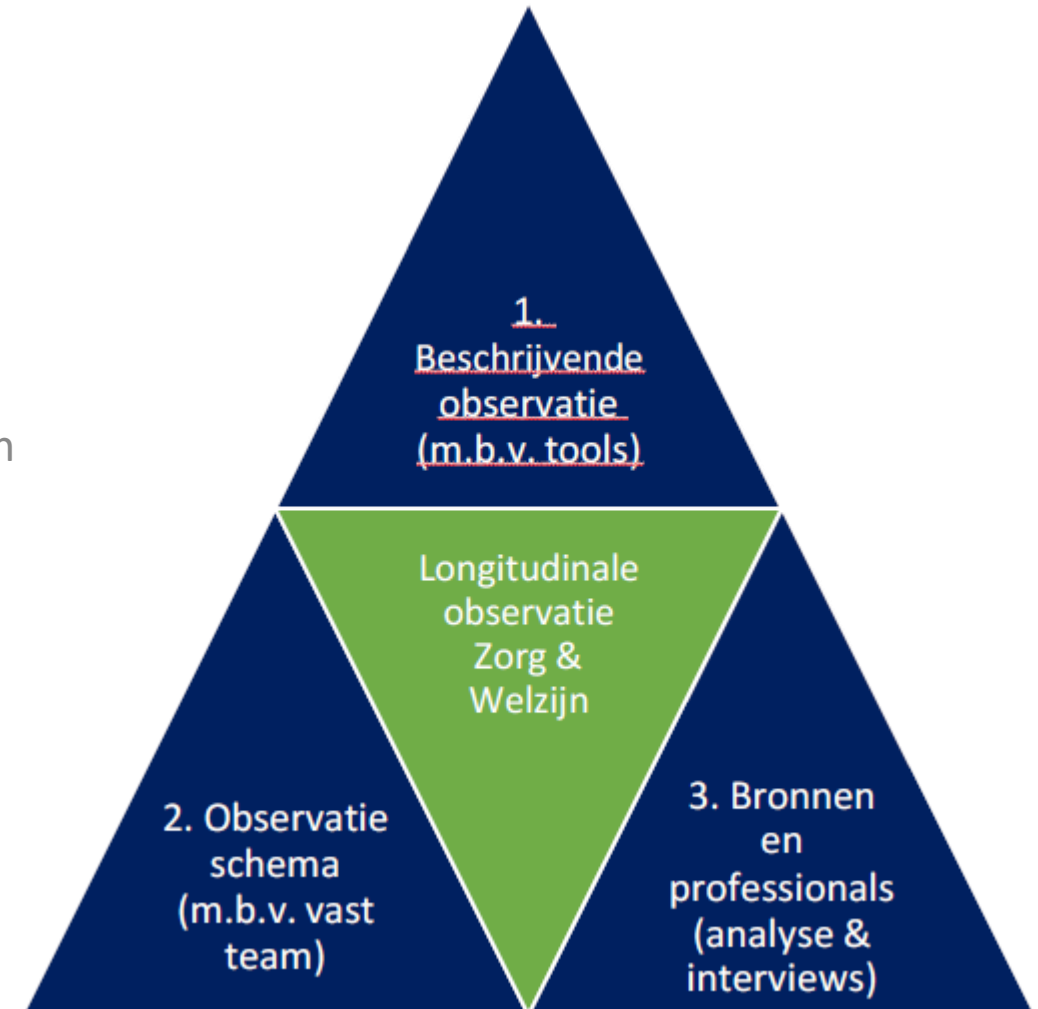 1.
Beschrijvende
observatie
(m.b.v. tools)
Longitudinale
observatie
Zorg &
Welzijn
2. Observatie
schema
(m.b.v. vast
team)
3. Bronnen
en
professionals
(analyse &
interviews)